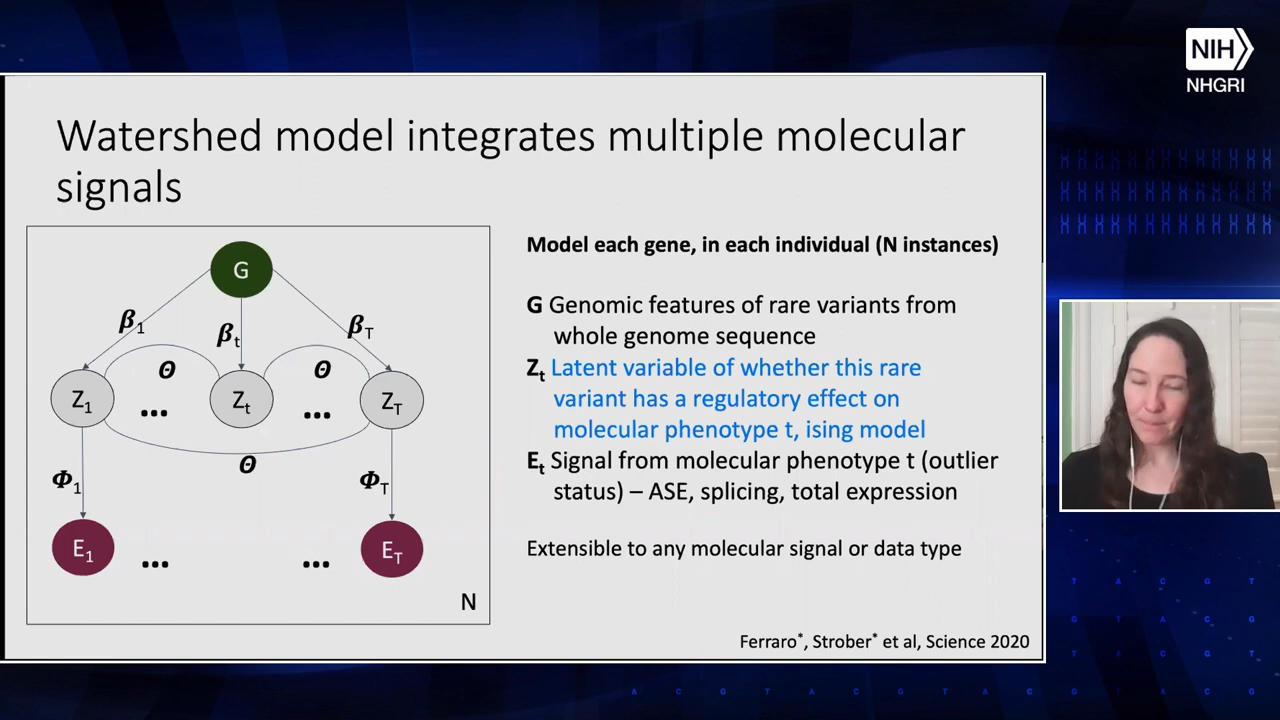 NIH
NHGRI
Watershed model integrates multiple molecular
signals
G
β1
βt
βT
Θ
Θ
Z1
...
Zt
...
ZT
Θ
Φ1
ΦT
E1
...
...
ET
N
Model each gene, in each individual (N instances)
G Genomic features of rare variants from
whole genome sequence
Zt Latent variable of whether this rare
variant has a regulatory effect on
molecular phenotype t, ising model
Et Signal from molecular phenotype t (outlier
status) – ASE, splicing, total expression
Extensible to any molecular signal or data type
Ferraro*, Strober* et al, Science 2020
T A C G T
G T A C G
T A C G T
A C G T A C G T A C G T A C G T A C